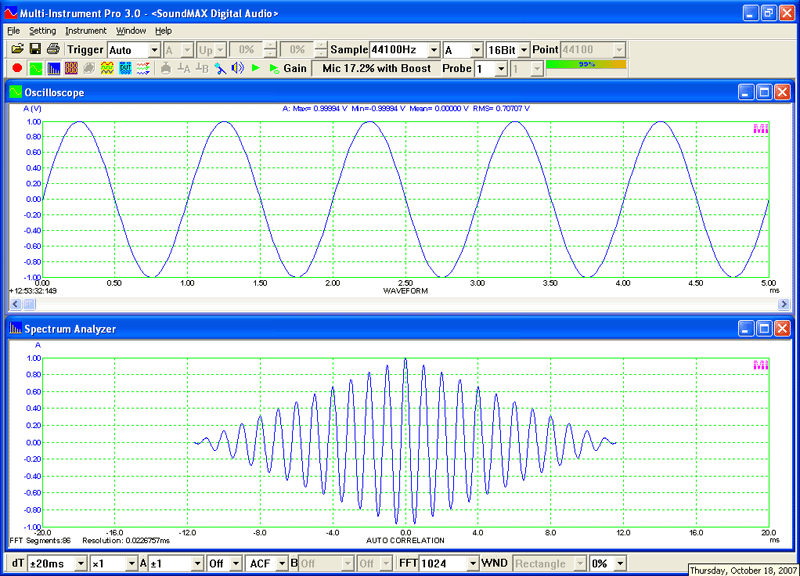 Multi-Instrument Pro 3.0 - <SoundMAX Digital Audio>
File Setting Instrument Window Help
Trigger Auto A Up 0% 0% Sample 44100Hz A 16Bit Point 44100
A B Gain Mic 17.2% with Boost Probe 1 1 99%
Oscilloscope
A (V) A: Max= 0.99994 V Min=-0.99994 V Mean= 0.00000 V RMS= 0.70707 V
MI
1.00
0.80
0.60
0.40
0.20
0.00
-0.20
-0.40
-0.60
-0.80
-1.00
0.00 0.50 1.00 1.50 2.00 2.50 3.00 3.50 4.00 4.50 5.00
+12:53:32:149 WAVEFORM ms
Spectrum Analyzer
A
MI
1.00
0.80
0.60
0.40
0.20
0.00
-0.20
-0.40
-0.60
-0.80
-1.00
-20.0 -16.0 -12.0 -8.0 -4.0 0.0 4.0 8.0 12.0 16.0 20.0
FFT Segments:86 Resolution: 0.0226757ms AUTO CORRELATION ms
dT ±20ms ×1 A ±1 Off ACF B Off Off FFT 1024 WND Rectangle 0%
Thursday, October 18, 2007